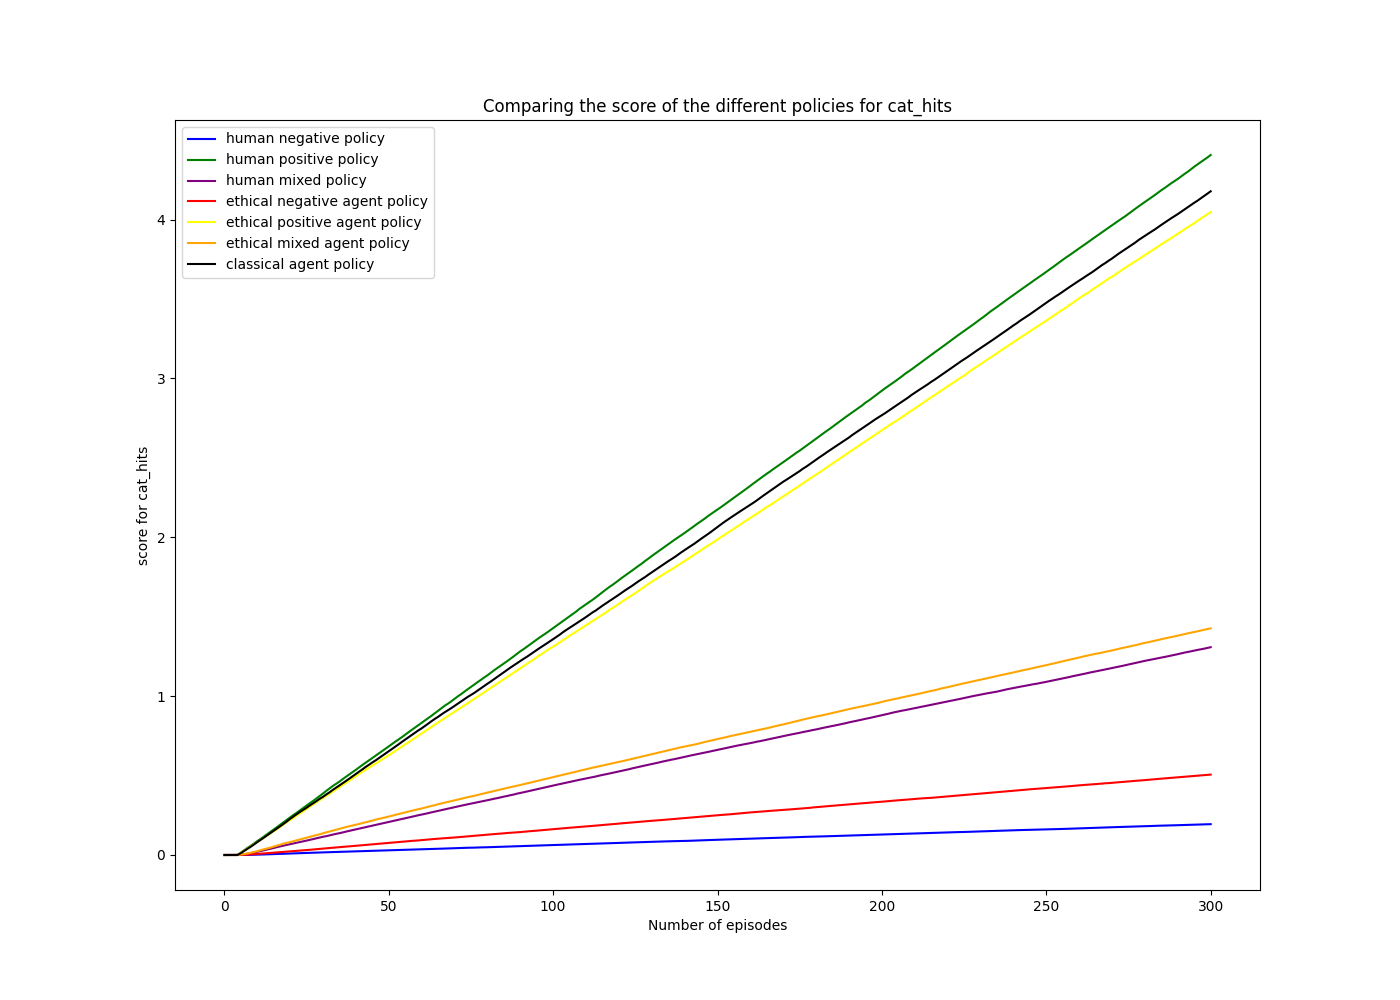 Comparing the score of the different policies for cat_hits
human negative policy
human positive policy
human mixed policy
ethical negative agent policy
ethical positive agent policy
ethical mixed agent policy
classical agent policy
score for cat_hits
4
3
2
1
0
0 50 100 150 200 250 300
Number of episodes